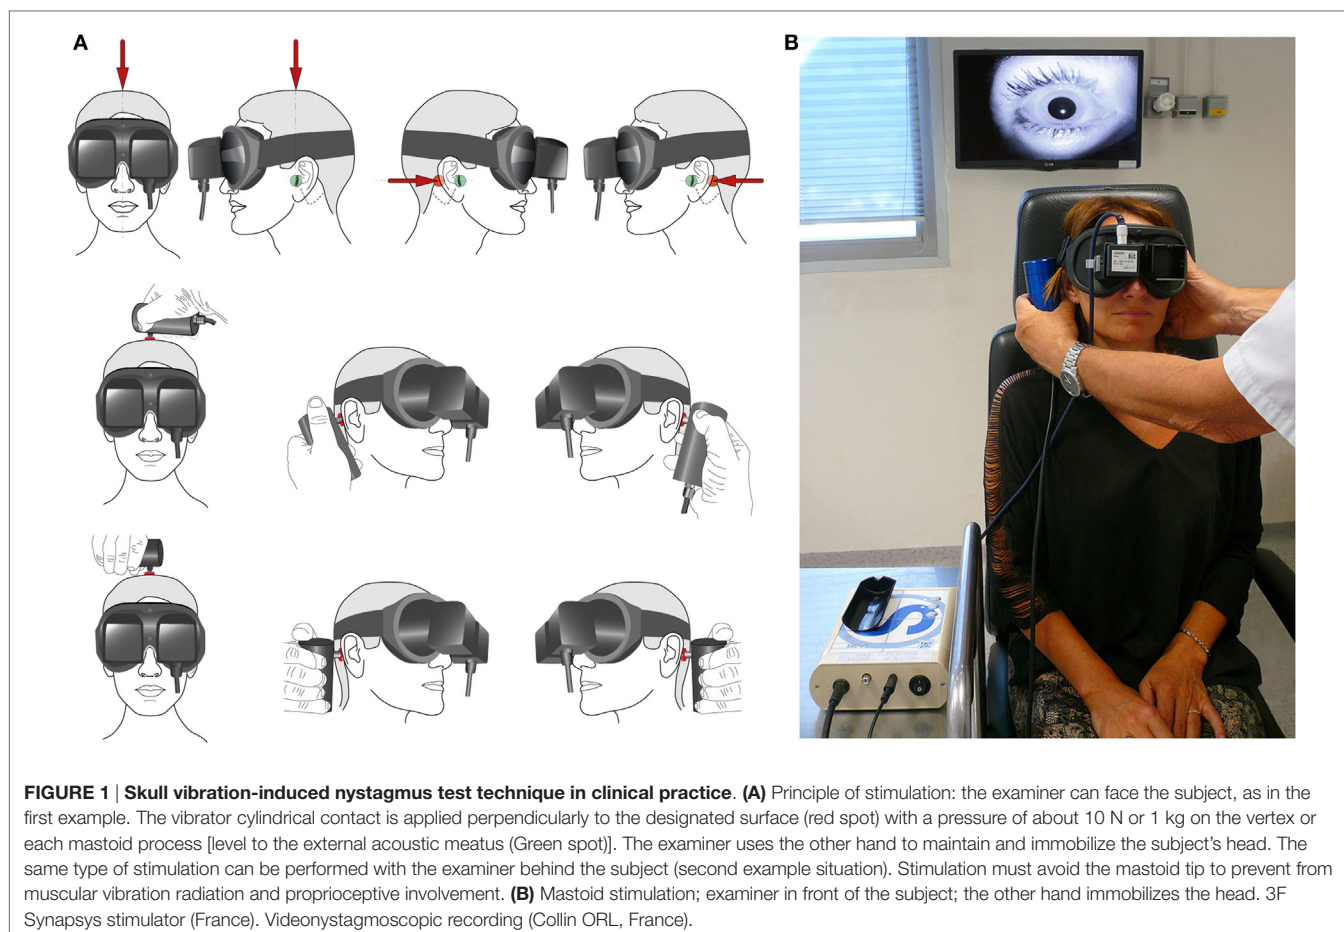 A
B
FIGURE 1 | Skull vibration-induced nystagmus test technique in clinical practice. (A) Principle of stimulation: the examiner can face the subject, as in the
first example. The vibrator cylindrical contact is applied perpendicularly to the designated surface (red spot) with a pressure of about 10 N or 1 kg on the vertex or
each mastoid process [level to the external acoustic meatus (Green spot)]. The examiner uses the other hand to maintain and immobilize the subject’s head. The
same type of stimulation can be performed with the examiner behind the subject (second example situation). Stimulation must avoid the mastoid tip to prevent from
muscular vibration radiation and proprioceptive involvement. (B) Mastoid stimulation; examiner in front of the subject; the other hand immobilizes the head. 3F
Synapsys stimulator (France). Videonystagmoscopic recording (Collin ORL, France).